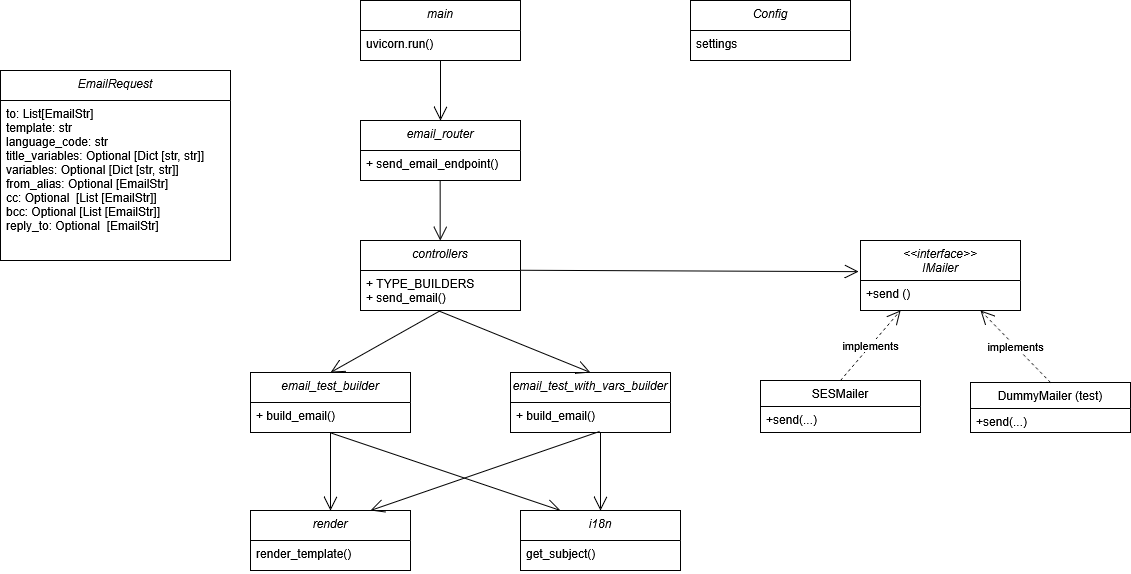 main
uvicorn.run()
Config
settings
EmailRequest
to: List[EmailStr]
template: str
language_code: str
title_variables: Optional [Dict [str, str]]
variables: Optional [Dict [str, str]]
from_alias: Optional [EmailStr]
cc: Optional  [List [EmailStr]]
bcc: Optional [List [EmailStr]]
reply_to: Optional  [EmailStr]
email_router
+ send_email_endpoint()
controllers
+ TYPE_BUILDERS
+ send_email()
<<interface>>
IMailer
+send ()
implements
implements
email_test_builder
+ build_email()
email_test_with_vars_builder
+ build_email()
SESMailer
+send(...)
DummyMailer (test)
+send(...)
render
render_template()
i18n
get_subject()